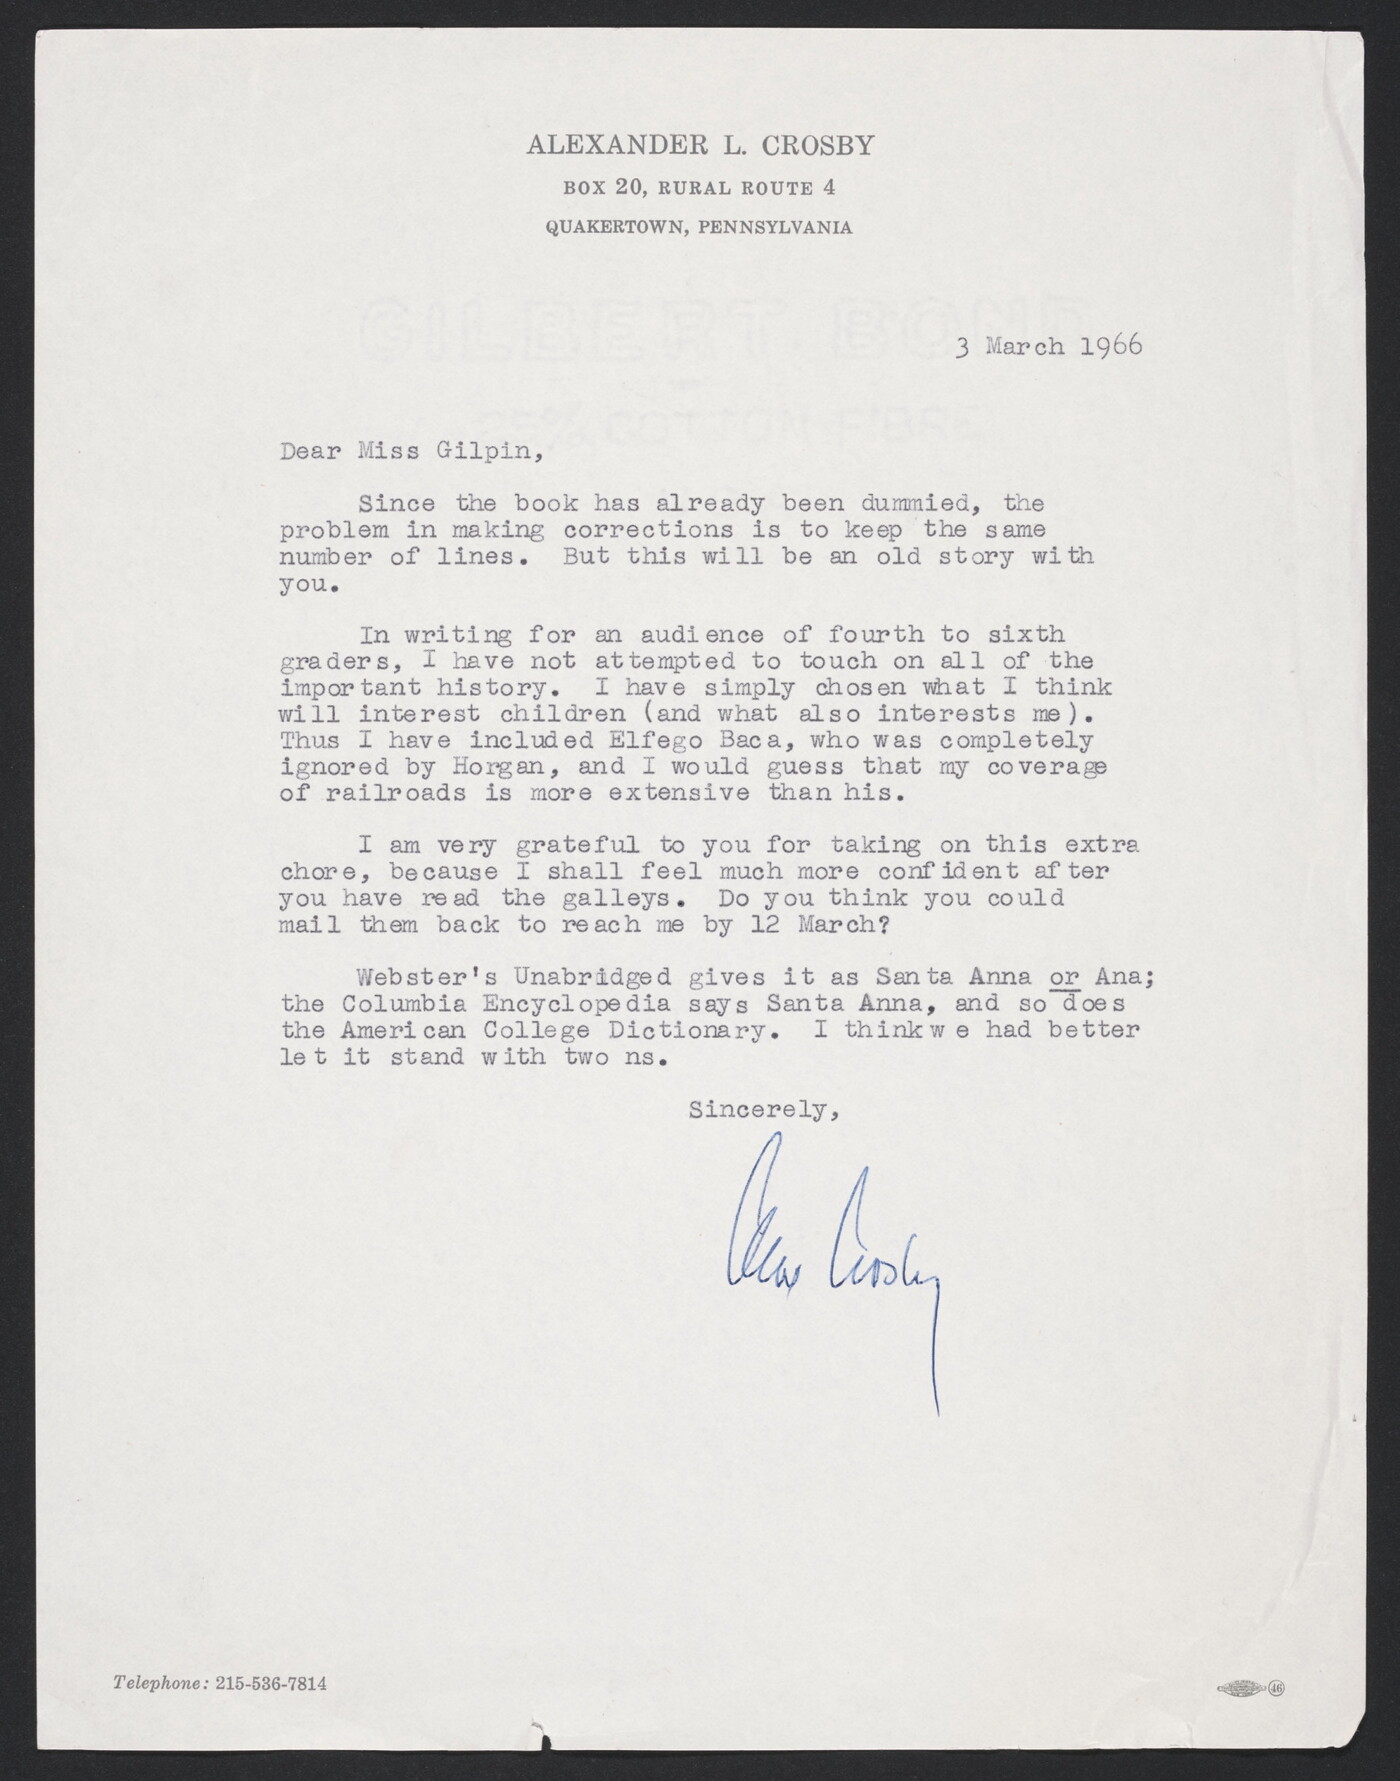 ALEXANDER L. CROSBY
BOX 20, RURAL ROUTE 4
QUAKERTOWN, PENNSYLVANIA
3 March 1966
Dear Miss Gilpin,
Since the book has already been dummied, the
problem in making corrections is to keep the same
number of lines. But this will be an old story with
you.
In writing for an audience of fourth to sixth
graders, I have not attempted to touch on all of the
important history. I have simply chosen what I think
will interest children (and what also interests me).
Thus I have included Elfego Baca, who was completely
ignored by Horgan, and I would guess that my coverage
of railroads is more extensive than his.
I am very grateful to you for taking on this extra
chore, because I shall feel much more confident after
you have read the galleys. Do you think you could
mail them back to reach me by 12 March?
Webster's Unabridged gives it as Santa Anna or Ana;
the Columbia Encyclopedia says Santa Anna, and so does
the American College Dictionary. I think we had better
let it stand with two ns.
Sincerely,
Alex Crosby
Telephone: 215-536-7814
46